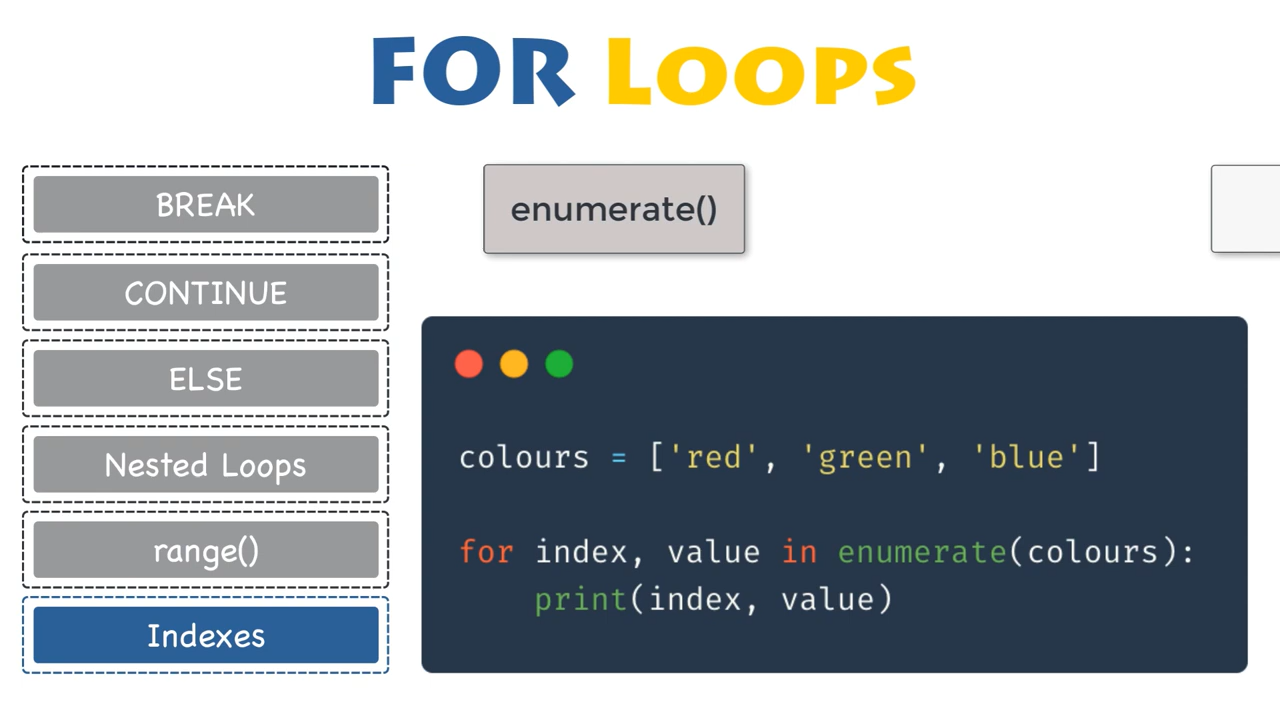 FOR LOOPS
BREAK
CONTINUE
ELSE
Nested Loops
range()
Indexes
enumerate()
colours = ['red', 'green', 'blue']
for index, value in enumerate(colours):
    print(index, value)